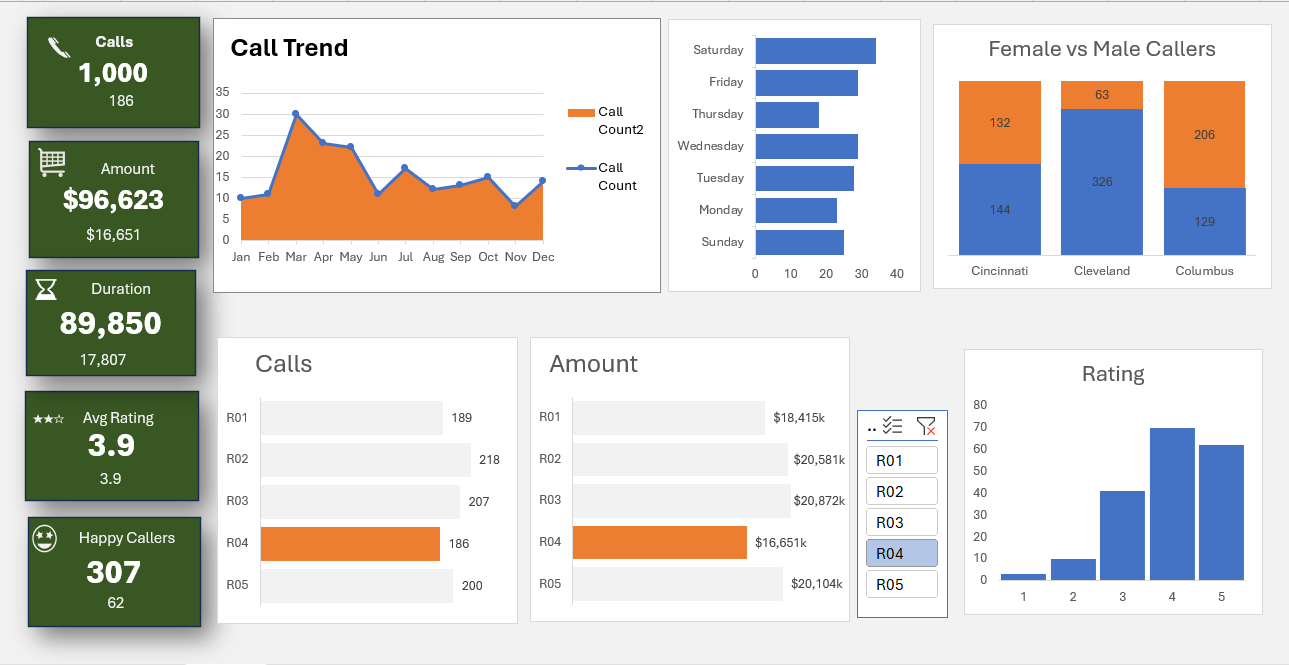 Calls
1,000
186
Amount
$96,623
$16,651
Duration
89,850
17,807
Avg Rating
3.9
3.9
Happy Callers
307
62
Call Trend
35
30
25
20
15
10
5
0
Jan Feb Mar Apr May Jun Jul Aug Sep Oct Nov Dec
Call
Count2
Call
Count
Saturday
Friday
Thursday
Wednesday
Tuesday
Monday
Sunday
0 10 20 30 40
Female vs Male Callers
132 63 206
144 326 129
Cincinnati Cleveland Columbus
Calls
R01 189
R02 218
R03 207
R04 186
R05 200
Amount
R01 $18,415k
R02 $20,581k
R03 $20,872k
R04 $16,651k
R05 $20,104k
..
R01
R02
R03
R04
R05
Rating
80
70
60
50
40
30
20
10
0
1 2 3 4 5